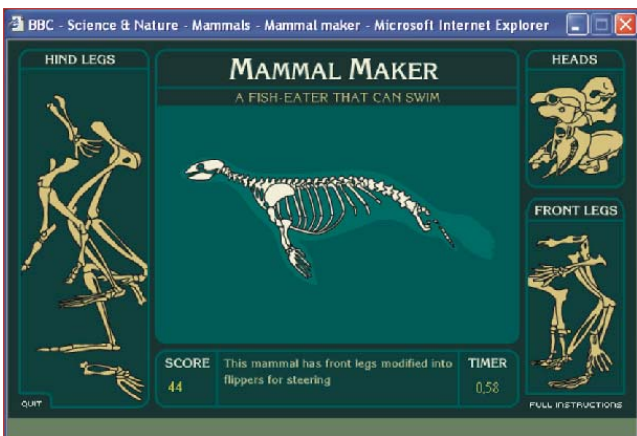 BBC - Science & Nature - Mammals - Mammal maker - Microsoft Internet Explorer
HIND LEGS
MAMMAL MAKER
A FISH-EATER THAT CAN SWIM
HEADS
FRONT LEGS
SCORE
44
This mammal has front legs modified into
flippers for steering
TIMER
0,58
QUIT
FULL INSTRUCTIONS